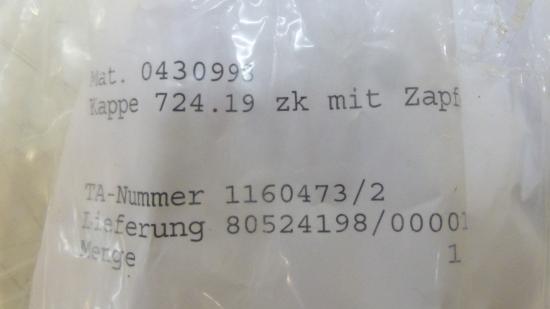 Mat. 0430993
Kappe 724.19 zk mit Zapf
TA-Nummer 1160473/2
Lieferung 80524198/00001
Menge 1